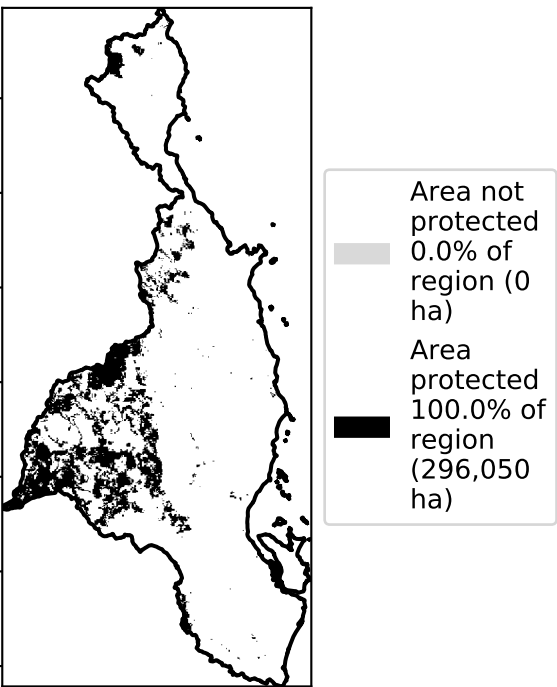 Area not
protected
0.0% of
region (0
ha)
Area
protected
100.0% of
region
(296,050
ha)